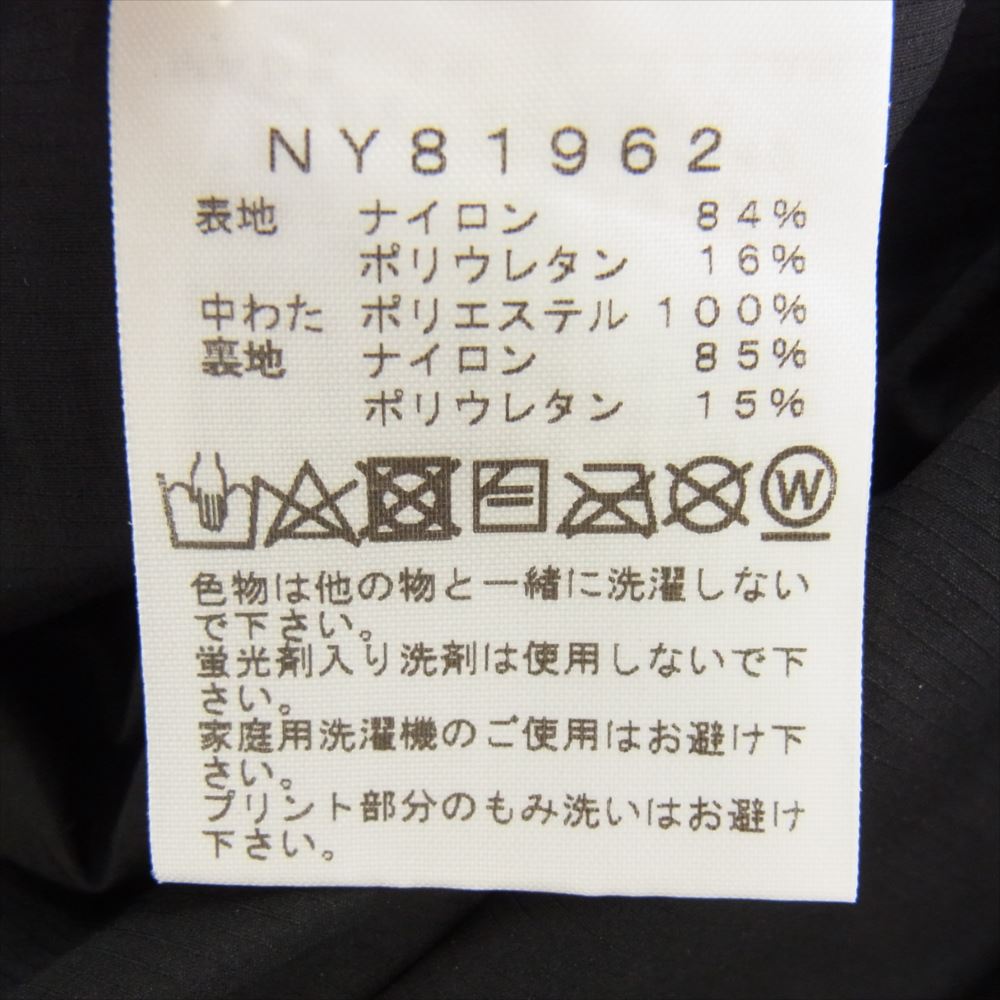 NY81962
表地 ナイロン 84%
ポリウレタン 16%
中わた ポリエステル 100%
裏地 ナイロン 85%
ポリウレタン 15%
W
色物は他の物と一緒に洗濯しない
で下さい。
蛍光剤入り洗剤は使用しないで下
さい。
家庭用洗濯機のご使用はお避け下
さい。
プリント部分のもみ洗いはお避け
下さい。